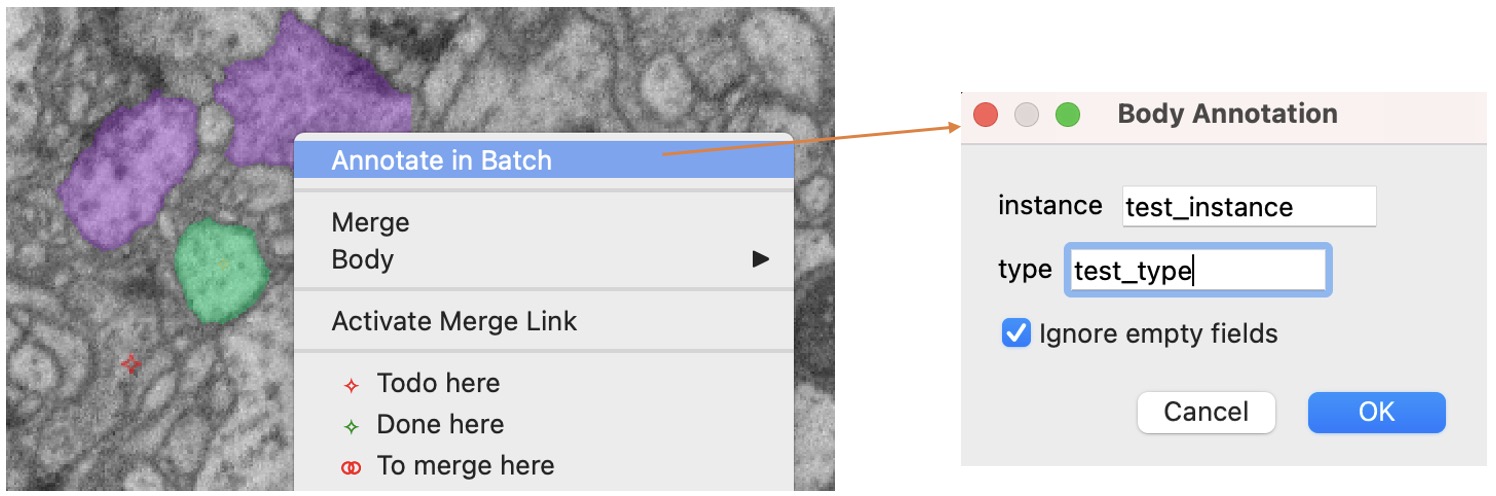 Annotate in Batch
Merge
Body
Activate Merge Link
Todo here
Done here
To merge here
Body Annotation
instance test_instance
type test_type
Ignore empty fields
Cancel OK